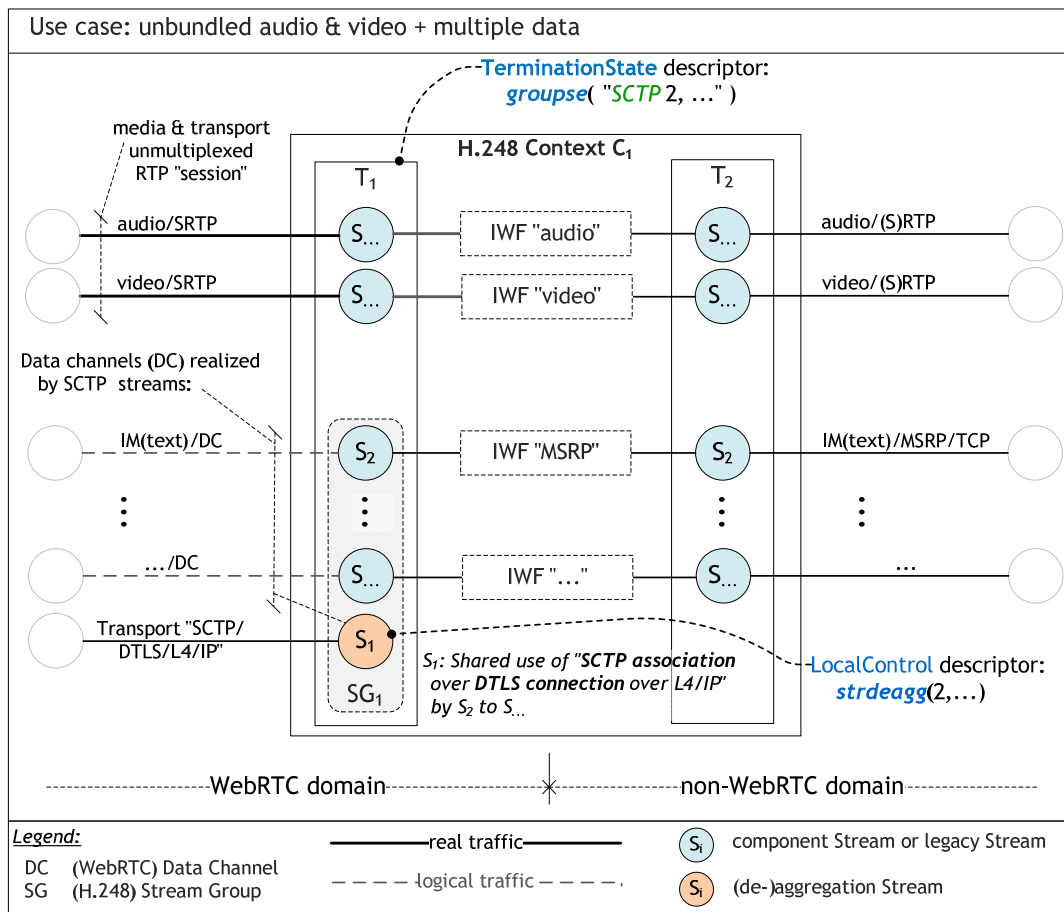 Use case: unbundled audio & video + multiple data
TerminationState descriptor:
groupse( "SCTP 2, ..." )
media & transport
unmultiplexed
RTP "session"
H.248 Context C₁
T₁
T₂
audio/SRTP
S...
IWF "audio"
S...
audio/(S)RTP
video/SRTP
S...
IWF "video"
S...
video/(S)RTP
Data channels (DC) realized
by SCTP streams:
IM(text)/DC
S₂
IWF "MSRP"
S₂
IM(text)/MSRP/TCP
.../DC
S...
IWF "..."
S...
...
Transport "SCTP/
DTLS/L4/IP"
S₁
SG₁
S₁: Shared use of "SCTP association
over DTLS connection over L4/IP"
by S₂ to S...
LocalControl descriptor:
strdeagg(2,...)
WebRTC domain
non-WebRTC domain
Legend:
DC (WebRTC) Data Channel
SG (H.248) Stream Group
real traffic
logical traffic
Sᵢ component Stream or legacy Stream
Sᵢ (de-)aggregation Stream